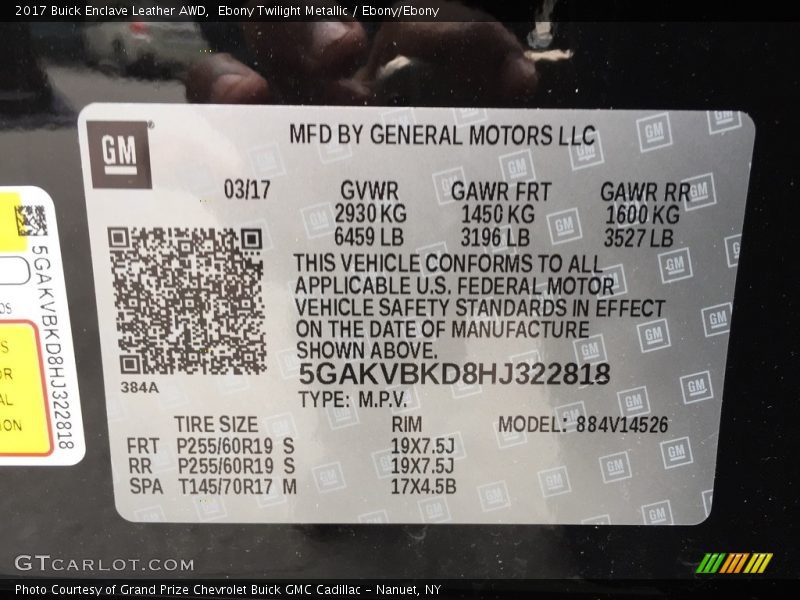 2017 Buick Enclave Leather AWD,  Ebony Twilight Metallic / Ebony/Ebony
GM
MFD BY GENERAL MOTORS LLC
03/17 GVWR GAWR FRT GAWR RR
2930 KG 1450 KG 1600 KG
6459 LB 3196 LB 3527 LB
THIS VEHICLE CONFORMS TO ALL
APPLICABLE U.S. FEDERAL MOTOR
VEHICLE SAFETY STANDARDS IN EFFECT
ON THE DATE OF MANUFACTURE
SHOWN ABOVE.
384A
5GAKVBKD8HJ322818
TYPE: M.P.V.
TIRE SIZE RIM MODEL: 884V14526
FRT P255/60R19 S 19X7.5J
RR P255/60R19 S 19X7.5J
SPA T145/70R17 M 17X4.5B
5GAKVBKD8HJ322818
GTCARLOT.COM
Photo Courtesy of Grand Prize Chevrolet Buick GMC Cadillac - Nanuet, NY